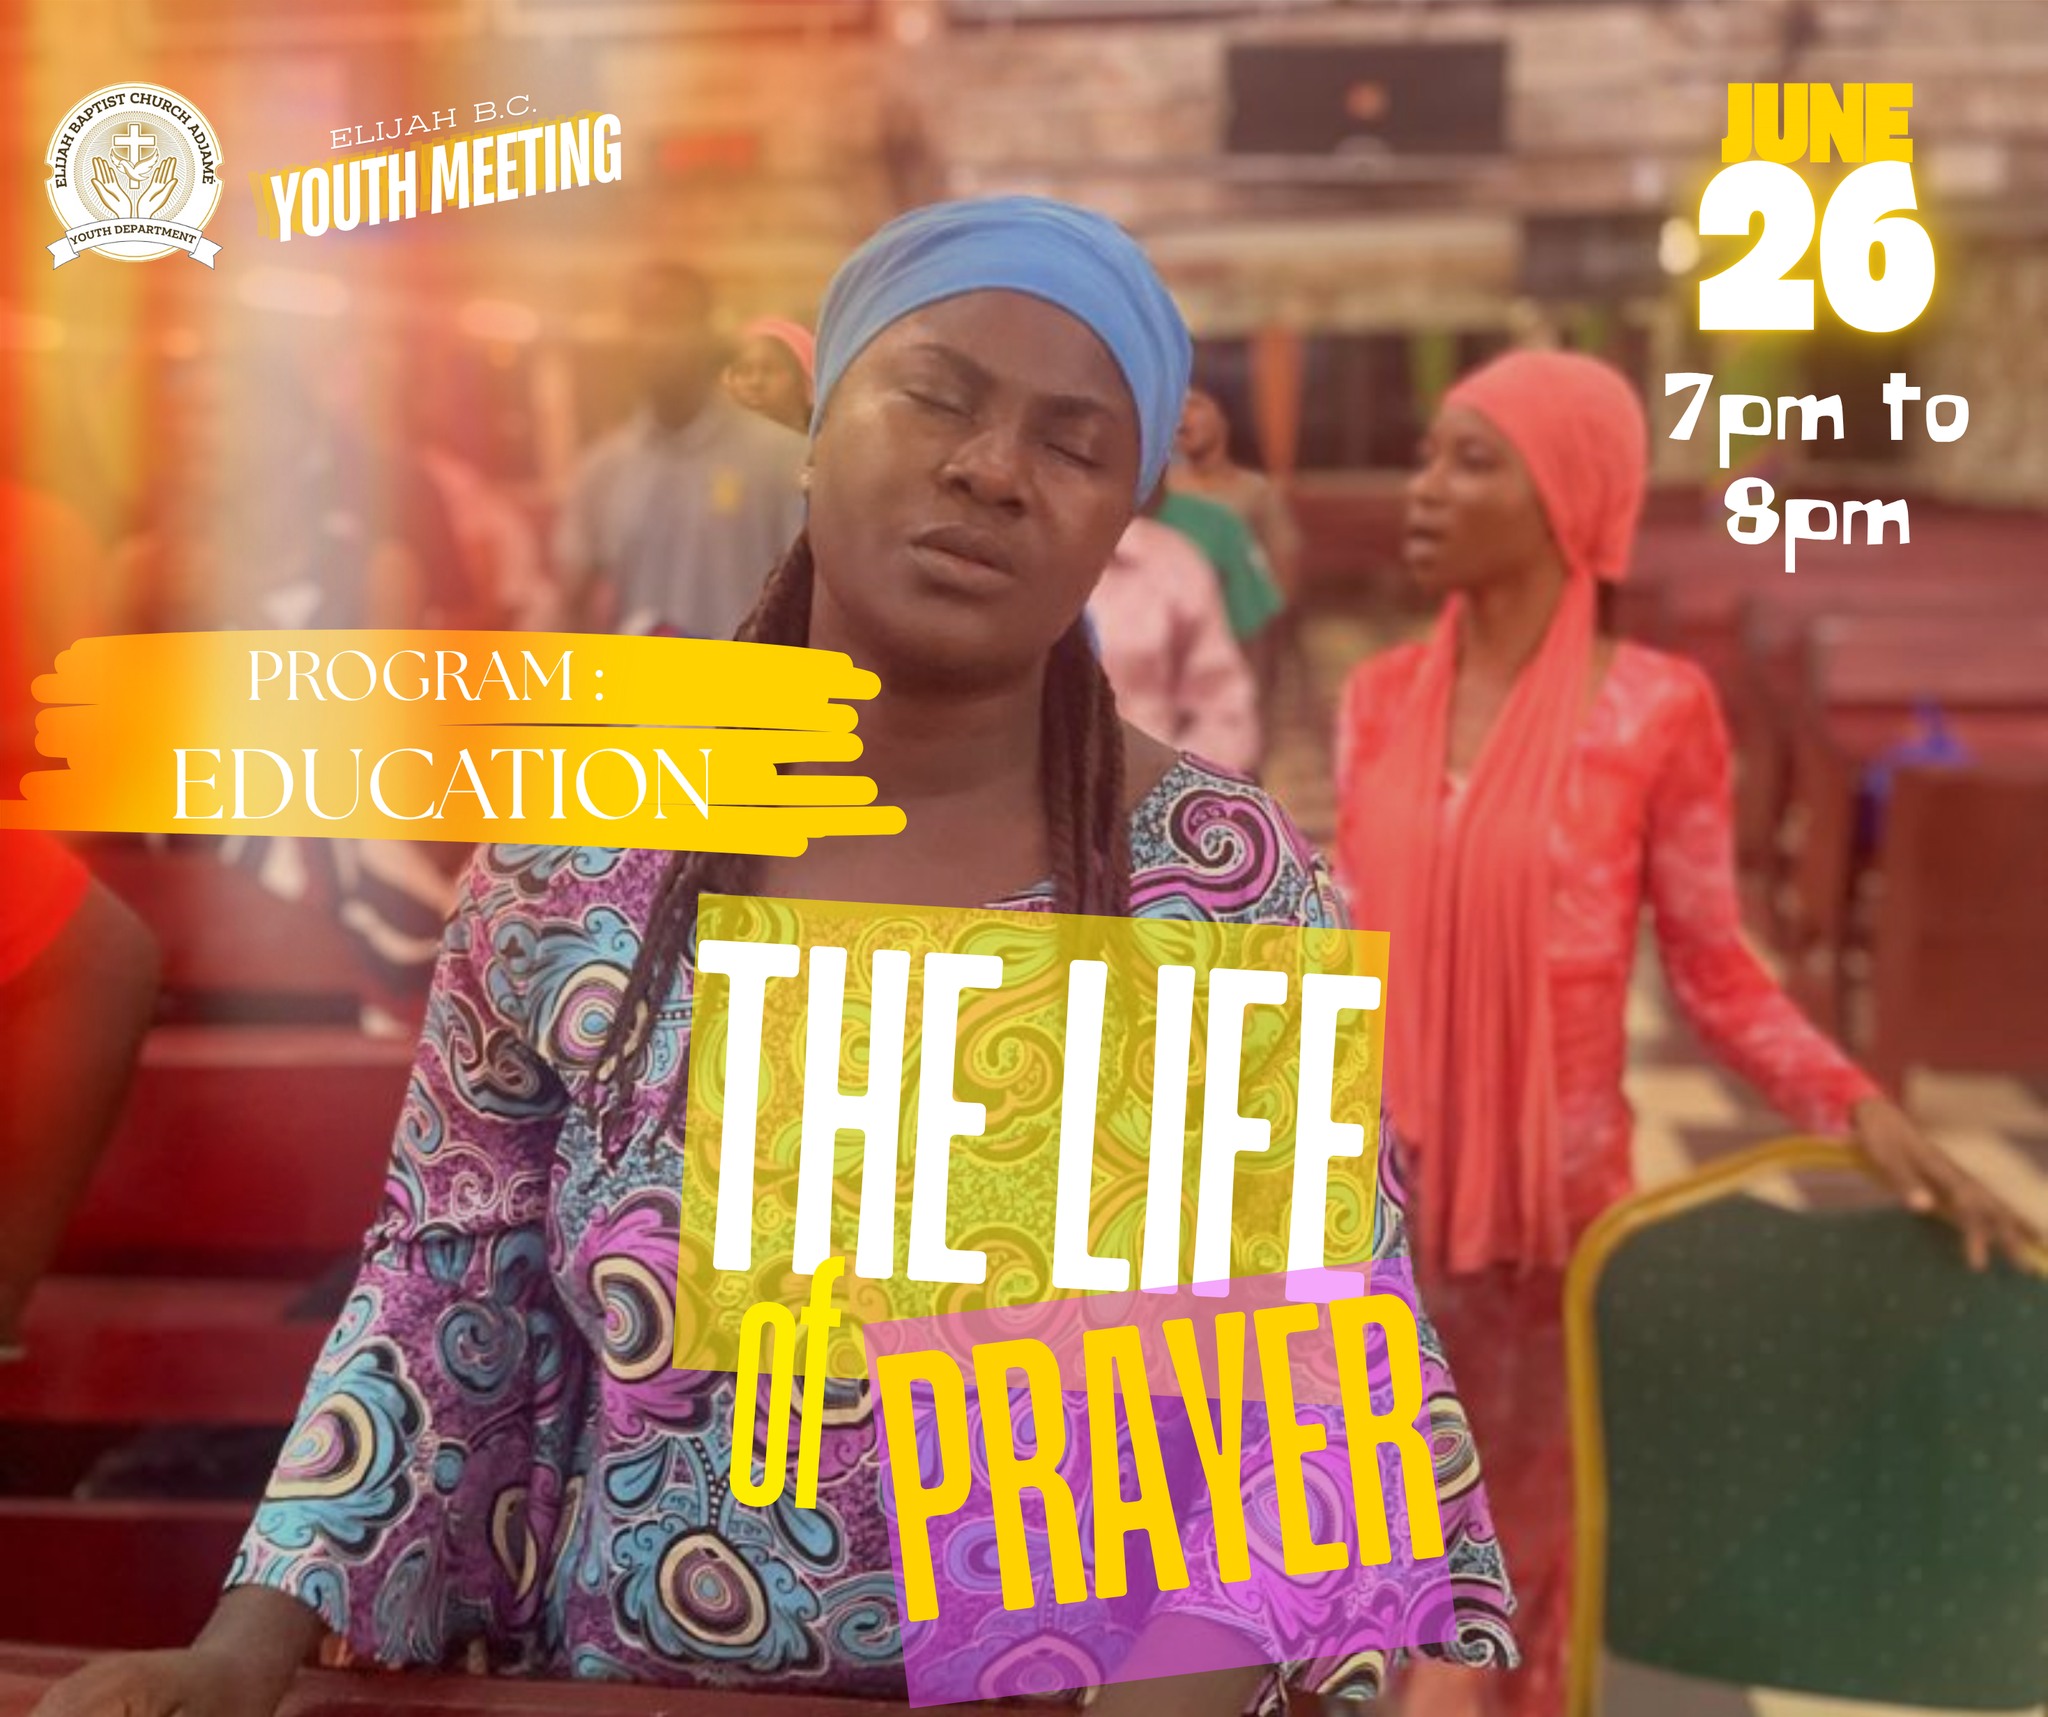 ELIJAH BAPTIST CHURCH ADJAMÉ
YOUTH DEPARTMENT
ELIJAH B.C.
YOUTH MEETING
JUNE
26
7pm to
8pm
PROGRAM :
EDUCATION
THE LIFE
of PRAYER